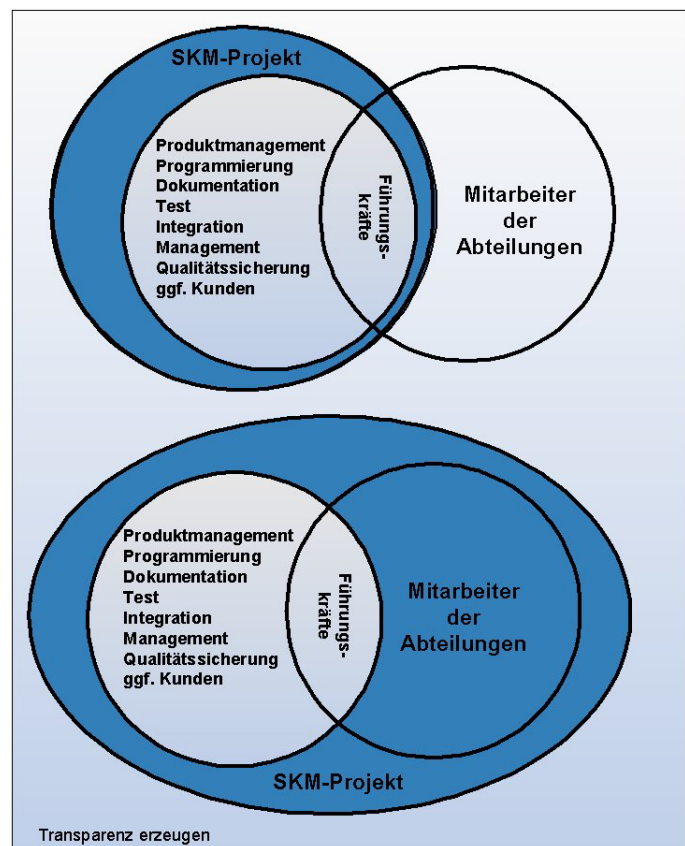 SKM-Projekt
Produktmanagement
Programmierung
Dokumentation
Test
Integration
Management
Qualitätssicherung
ggf. Kunden
Führungs-
kräfte
Mitarbeiter
der
Abteilungen
Produktmanagement
Programmierung
Dokumentation
Test
Integration
Management
Qualitätssicherung
ggf. Kunden
Führungs-
kräfte
Mitarbeiter
der
Abteilungen
SKM-Projekt
Transparenz erzeugen